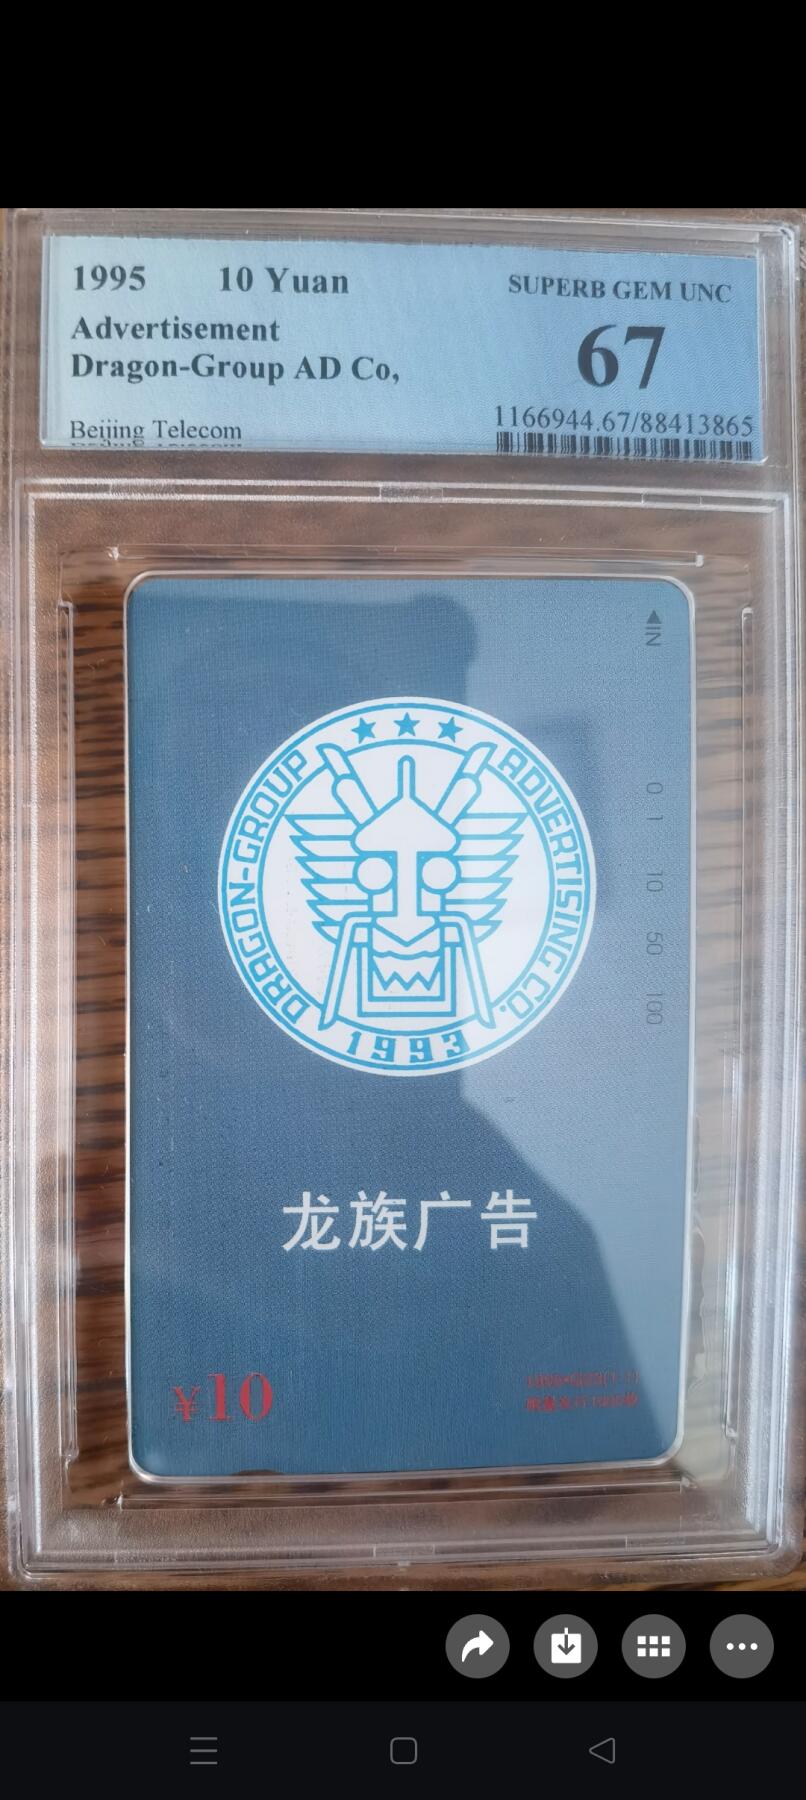 1995 10 Yuan
SUPERB GEM UNC
Advertisement
67
Dragon-Group AD Co,
1166944.67/88413865
Beijing Telecom
IN
DRAGON-GROUP ADVERTISING CO.
1993
0 1 10 50 100
龙族广告
¥10